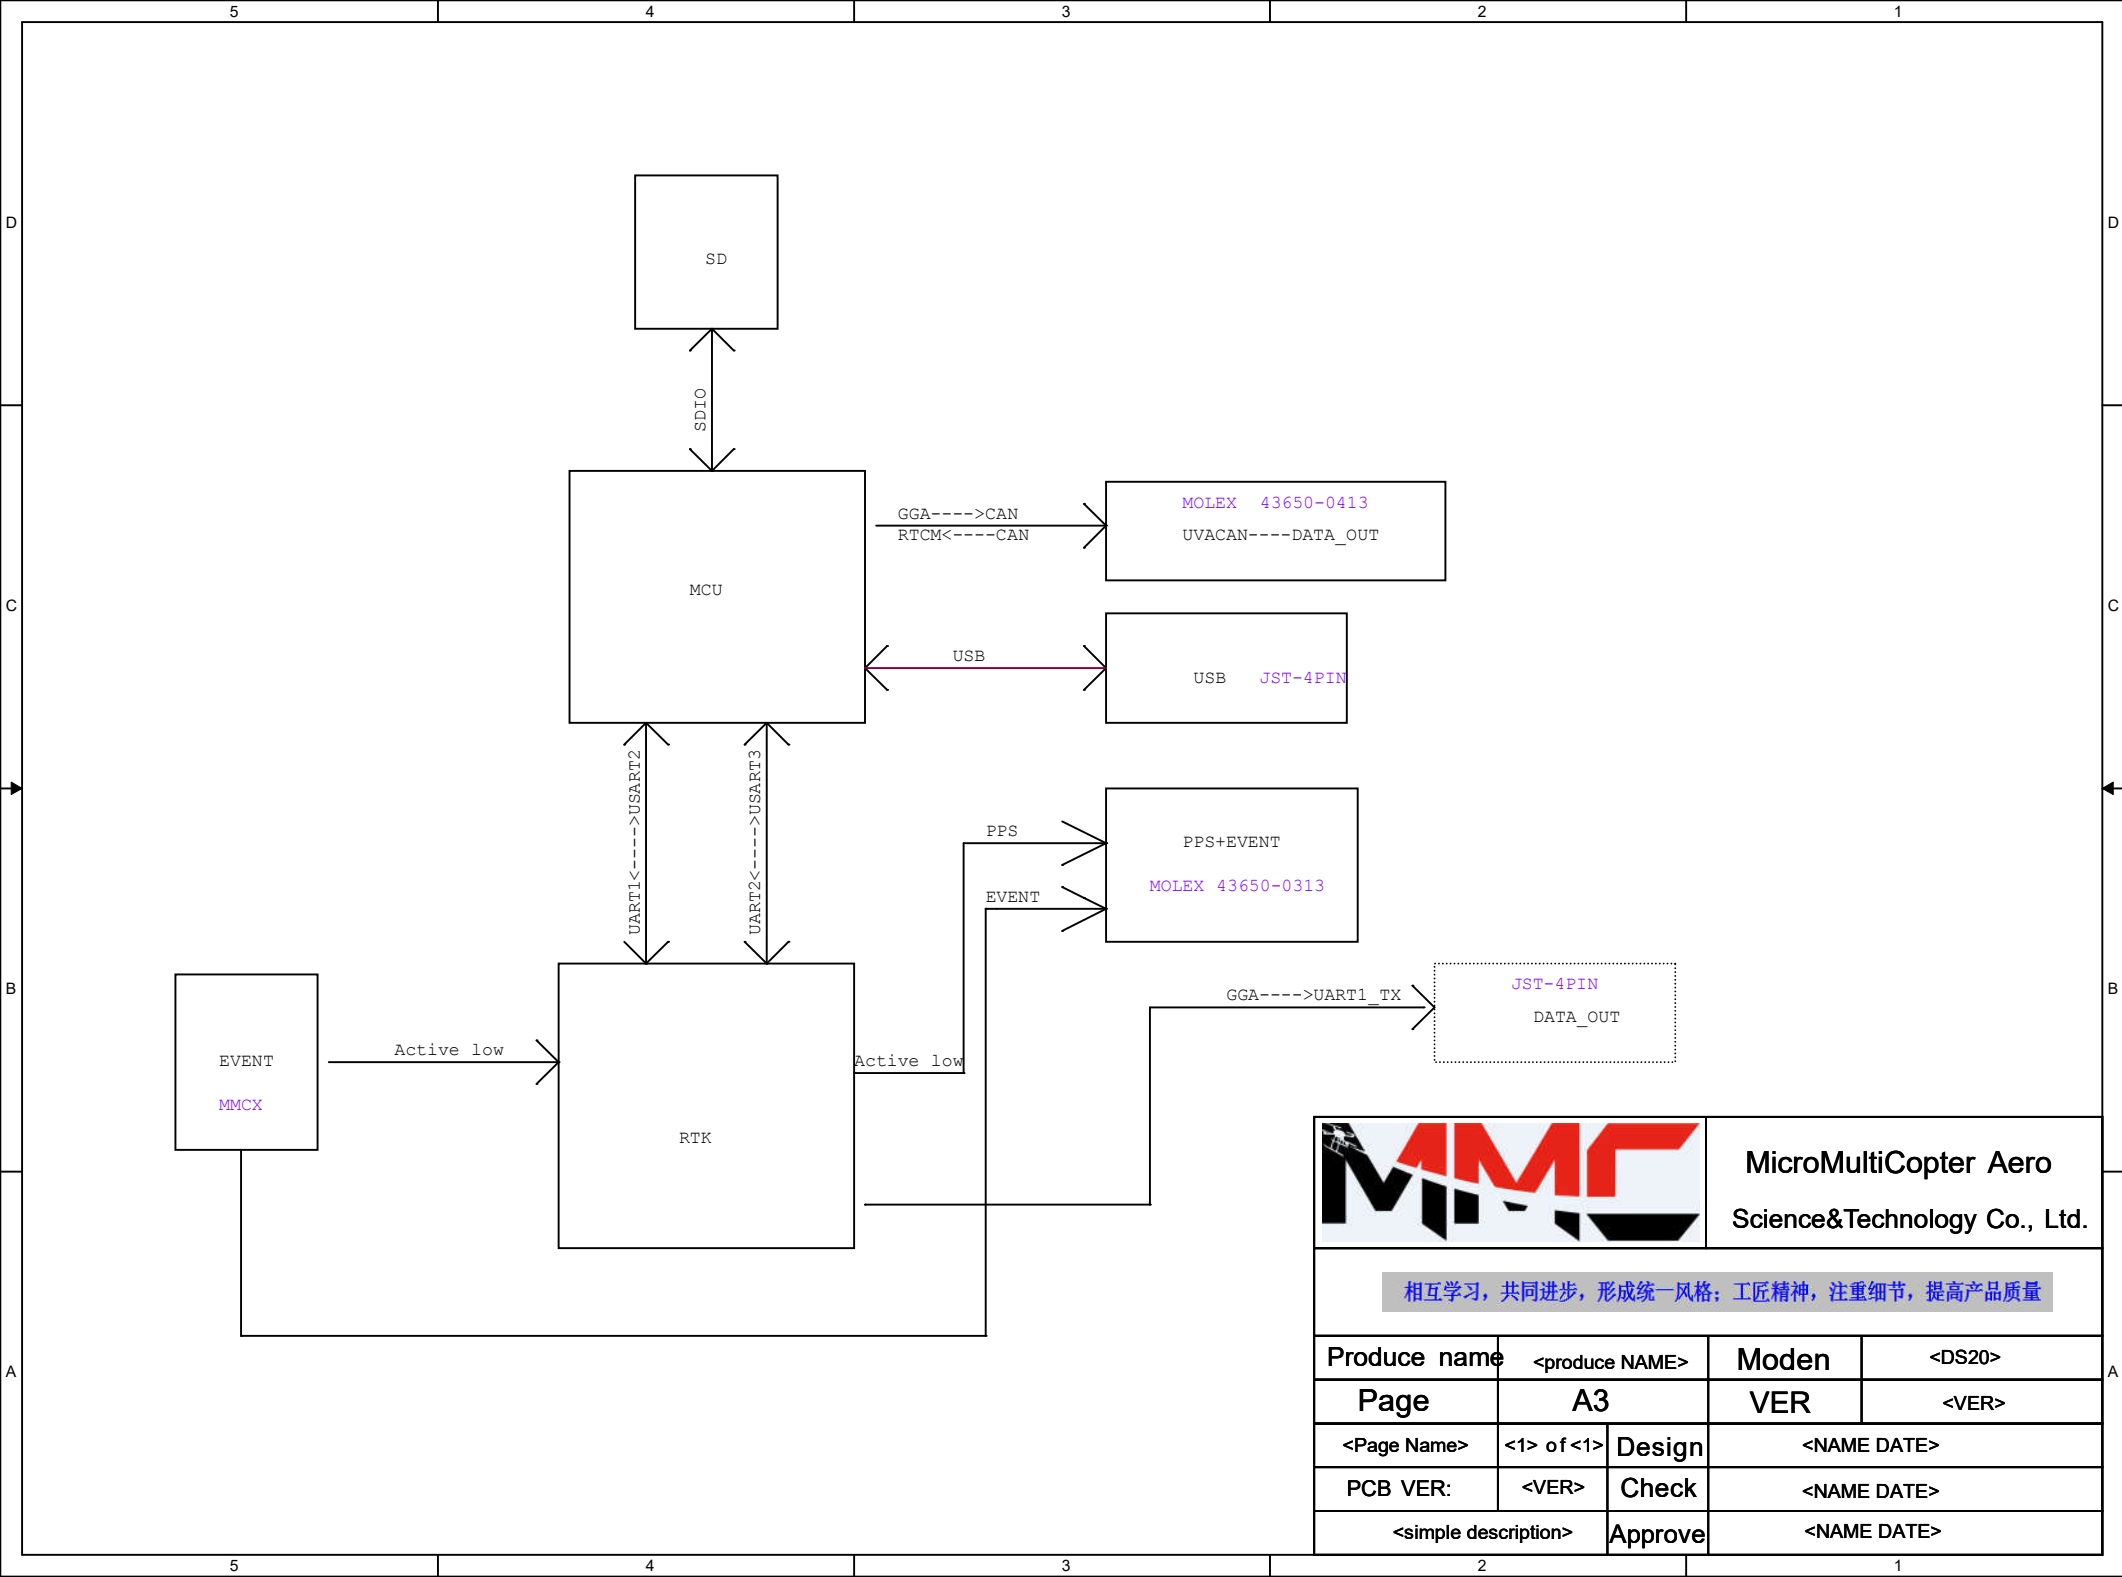 5 4 3 2 1
D D
SD
SDIO
MOLEX 43650-0413
GGA---->CAN
RTCM<----CAN
UVACAN----DATA_OUT
MCU
C C
USB
USB JST-4PIN
UART1<---->USART2
UART2<---->USART3
PPS
PPS+EVENT
MOLEX 43650-0313
EVENT
B B
JST-4PIN
GGA---->UART1_TX
DATA_OUT
EVENT
MMCX
Active low
Active low
RTK
MMC
MicroMultiCopter Aero
Science&Technology Co., Ltd.
相互学习，共同进步，形成统一风格；工匠精神，注重细节，提高产品质量
A A
Produce name <produce NAME> Moden <DS20>
Page A3 VER <VER>
<Page Name> <1> of <1> Design <NAME DATE>
PCB VER: <VER> Check <NAME DATE>
<simple description> Approve <NAME DATE>
5 4 3 2 1